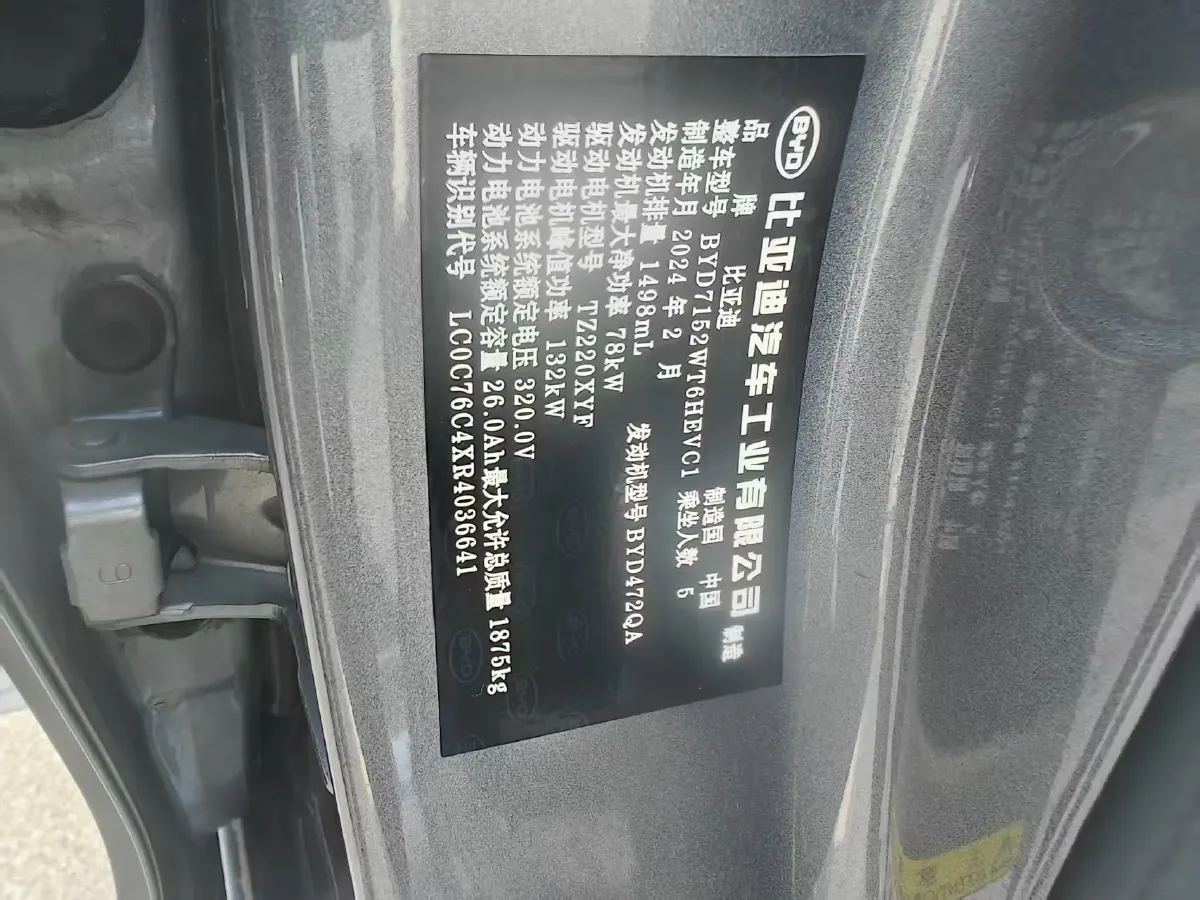 BYD 比亚迪汽车工业有限公司 制造
品牌 比亚迪 制造国 中国
整车型号 BYD7152WT6HEVC1 乘坐人数 5
制造年月 2024 年 2 月
发动机排量 1498mL 发动机型号 BYD472QA
发动机最大净功率 78kW
驱动电机型号 TZ220XYF
驱动电机峰值功率 132kW
动力电池系统额定电压 320.0V
动力电池系统额定容量 26.0Ah 最大允许总质量 1875kg
车辆识别代号 LC0C76C4XR4036641
9